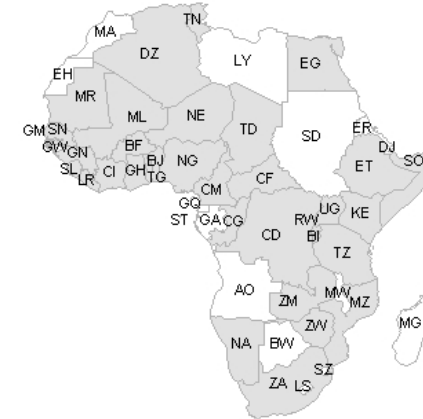 TN
MA
DZ
LY
EG
EH
MR
ML
NE
TD
SD
ER
DJ
SO
GM
SN
GW
GN
SL
LR
CI
BF
GH
BJ
TG
NG
CM
CF
ET
GQ
ST
GA
CG
CD
UG
RW
BI
KE
TZ
AO
ZM
MW
MZ
ZW
NA
BW
MG
SZ
ZA
LS